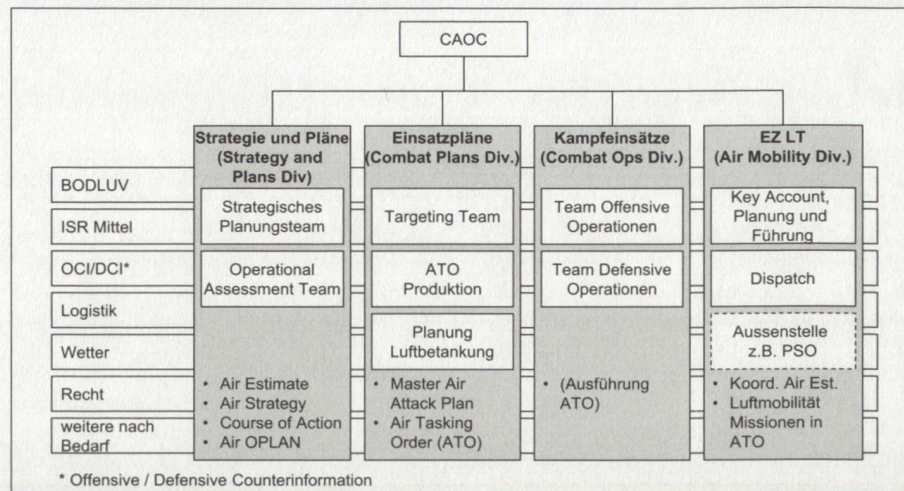 CAOC
Strategie und Pläne
(Strategy and
Plans Div)
Einsatzpläne
(Combat Plans Div.)
Kampfeinsätze
(Combat Ops Div.)
EZ LT
(Air Mobility Div.)
BODLUV
ISR Mittel
OCI/DCI*
Logistik
Wetter
Recht
weitere nach
Bedarf
Strategisches
Planungsteam
Operational
Assessment Team
• Air Estimate
• Air Strategy
• Course of Action
• Air OPLAN
Targeting Team
ATO
Produktion
Planung
Luftbetankung
• Master Air
Attack Plan
• Air Tasking
Order (ATO)
Team Offensive
Operationen
Team Defensive
Operationen
• (Ausführung
ATO)
Key Account,
Planung und
Führung
Dispatch
Aussenstelle
z.B. PSO
• Koord. Air Est.
• Luftmobilität
Missionen in
ATO
* Offensive / Defensive Counterinformation